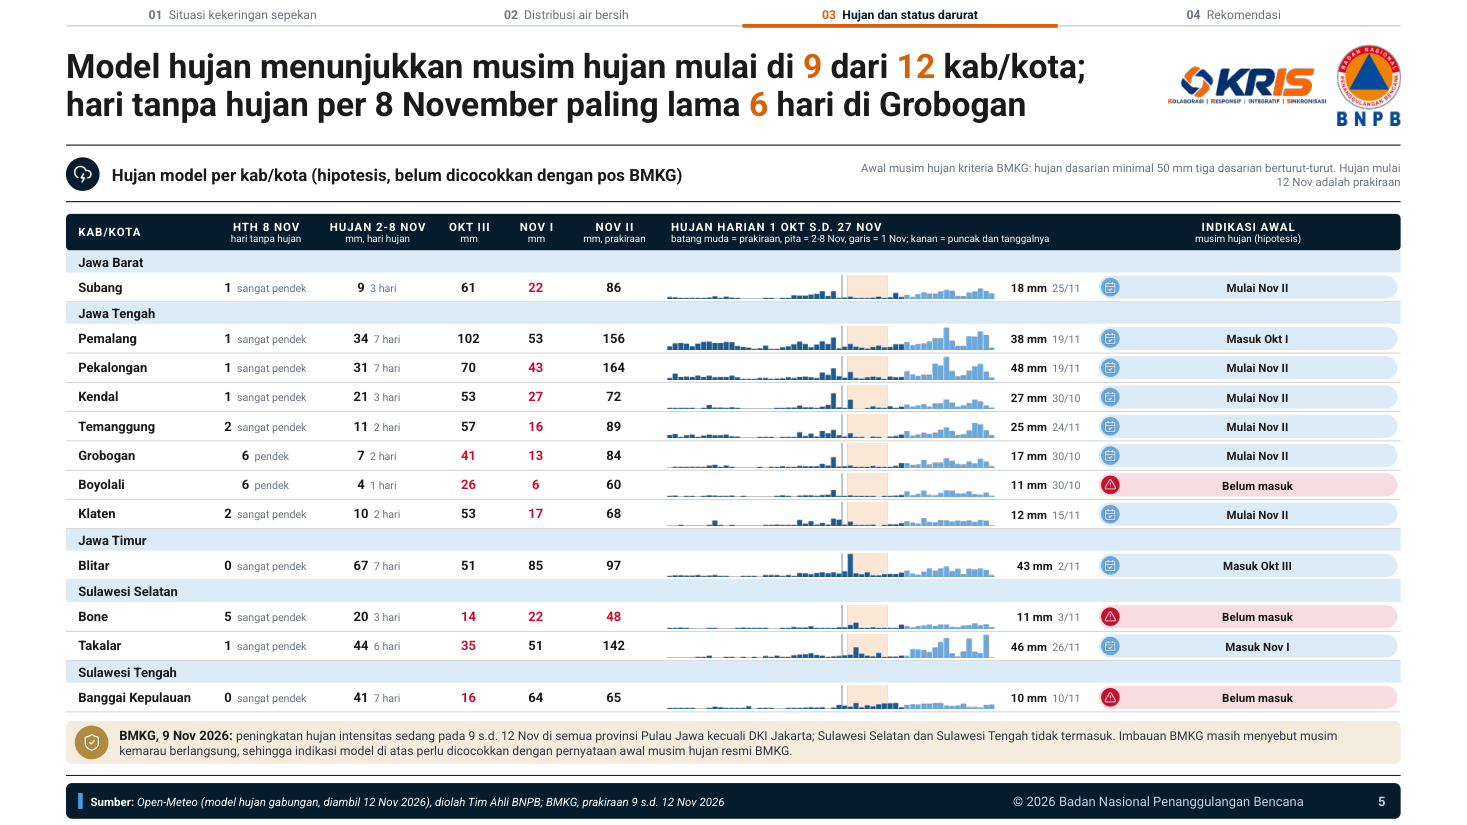 01 Situasi kekeringan sepekan
02 Distribusi air bersih
03 Hujan dan status darurat
04 Rekomendasi
Model hujan menunjukkan musim hujan mulai di 9 dari 12 kab/kota;
hari tanpa hujan per 8 November paling lama 6 hari di Grobogan
KRIS
KOLABORASI | RESPONSIF | INTEGRATIF | SINKRONISASI
BADAN NASIONAL PENANGGULANGAN BENCANA
BNPB
Hujan model per kab/kota (hipotesis, belum dicocokkan dengan pos BMKG)
Awal musim hujan kriteria BMKG: hujan dasarian minimal 50 mm tiga dasarian berturut-turut. Hujan mulai
12 Nov adalah prakiraan
KAB/KOTA
HTH 8 NOV
hari tanpa hujan
HUJAN 2-8 NOV
mm, hari hujan
OKT III
mm
NOV I
mm
NOV II
mm, prakiraan
HUJAN HARIAN 1 OKT S.D. 27 NOV
batang muda = prakiraan, pita = 2-8 Nov, garis = 1 Nov; kanan = puncak dan tanggalnya
INDIKASI AWAL
musim hujan (hipotesis)
Jawa Barat
Subang 1 sangat pendek 9 3 hari 61 22 86 18 mm 25/11 Mulai Nov II
Jawa Tengah
Pemalang 1 sangat pendek 34 7 hari 102 53 156 38 mm 19/11 Masuk Okt I
Pekalongan 1 sangat pendek 31 7 hari 70 43 164 48 mm 19/11 Mulai Nov II
Kendal 1 sangat pendek 21 3 hari 53 27 72 27 mm 30/10 Mulai Nov II
Temanggung 2 sangat pendek 11 2 hari 57 16 89 25 mm 24/11 Mulai Nov II
Grobogan 6 pendek 7 2 hari 41 13 84 17 mm 30/10 Mulai Nov II
Boyolali 6 pendek 4 1 hari 26 6 60 11 mm 30/10 Belum masuk
Klaten 2 sangat pendek 10 2 hari 53 17 68 12 mm 15/11 Mulai Nov II
Jawa Timur
Blitar 0 sangat pendek 67 7 hari 51 85 97 43 mm 2/11 Masuk Okt III
Sulawesi Selatan
Bone 5 sangat pendek 20 3 hari 14 22 48 11 mm 3/11 Belum masuk
Takalar 1 sangat pendek 44 6 hari 35 51 142 46 mm 26/11 Masuk Nov I
Sulawesi Tengah
Banggai Kepulauan 0 sangat pendek 41 7 hari 16 64 65 10 mm 10/11 Belum masuk
BMKG, 9 Nov 2026: peningkatan hujan intensitas sedang pada 9 s.d. 12 Nov di semua provinsi Pulau Jawa kecuali DKI Jakarta; Sulawesi Selatan dan Sulawesi Tengah tidak termasuk. Imbauan BMKG masih menyebut musim
kemarau berlangsung, sehingga indikasi model di atas perlu dicocokkan dengan pernyataan awal musim hujan resmi BMKG.
Sumber: Open-Meteo (model hujan gabungan, diambil 12 Nov 2026), diolah Tim Ahli BNPB; BMKG, prakiraan 9 s.d. 12 Nov 2026
© 2026 Badan Nasional Penanggulangan Bencana
5